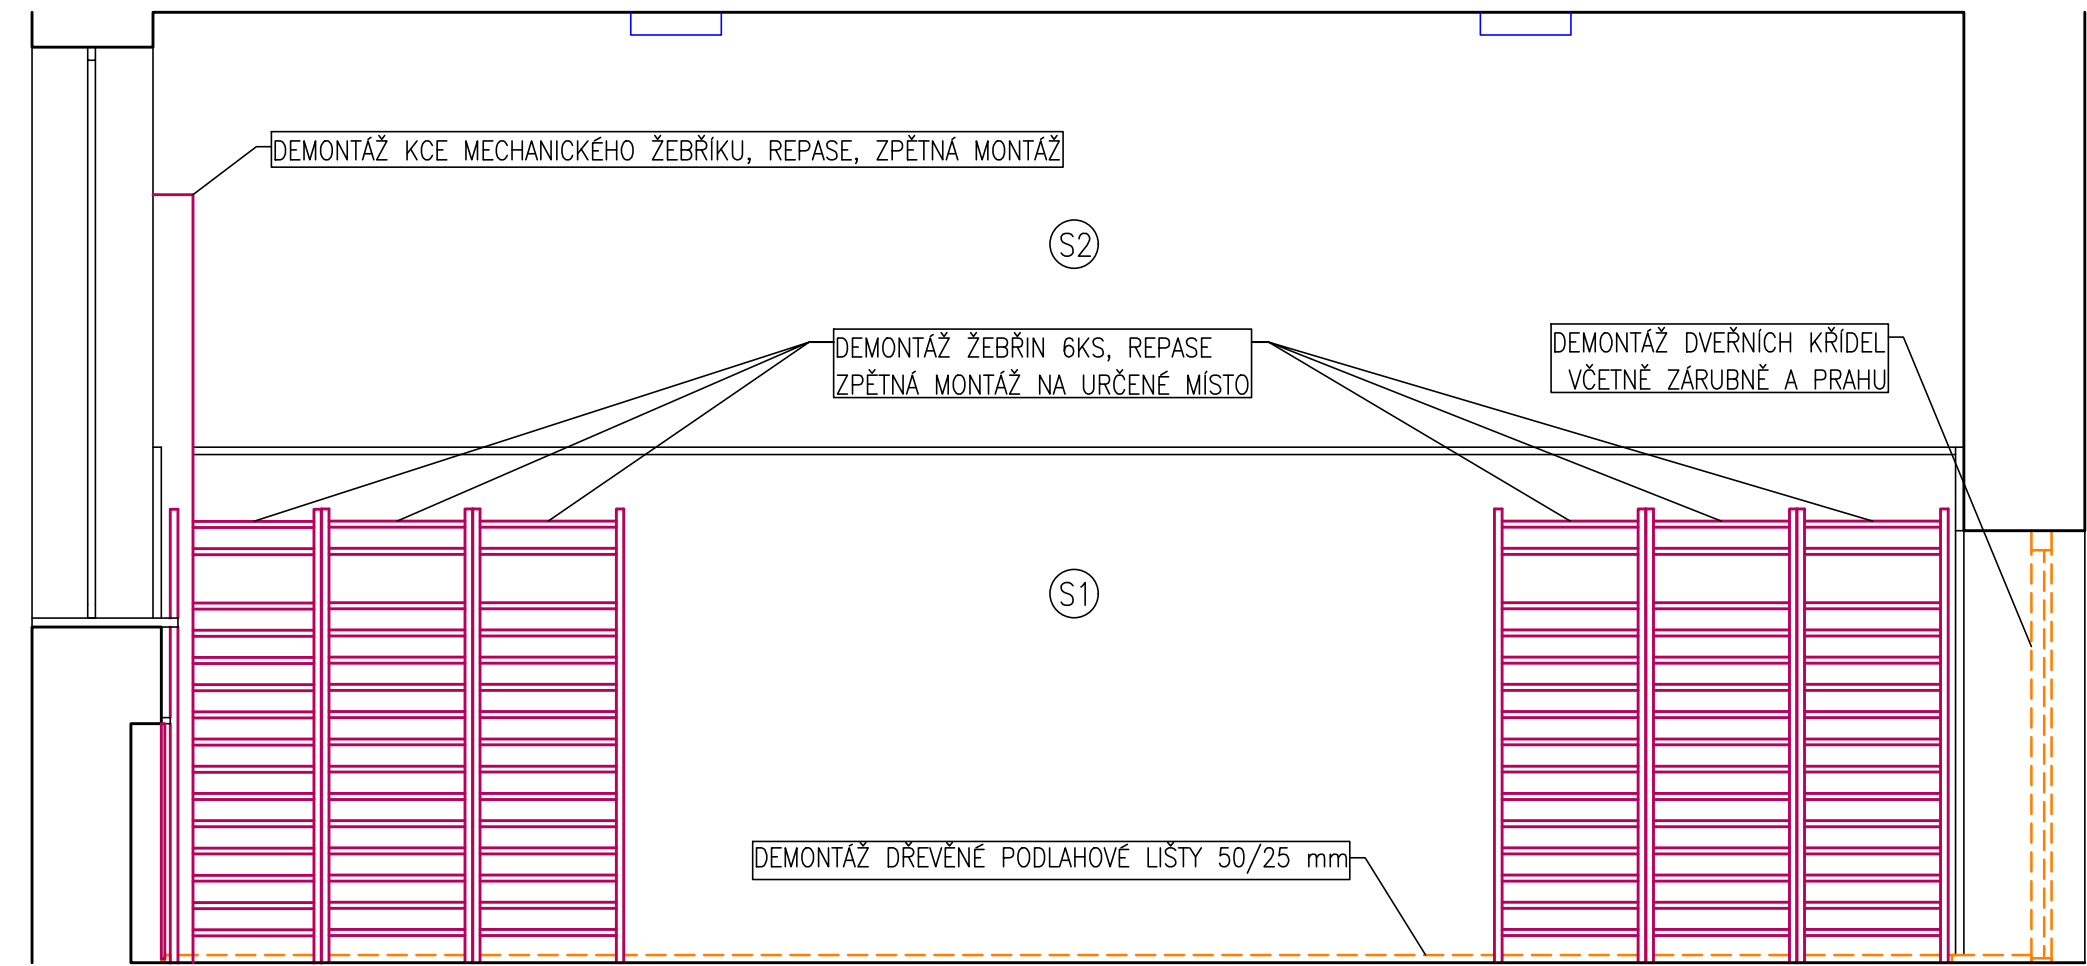 DEMONTÁŽ KCE MECHANICKÉHO ŽEBŘÍKU, REPASE, ZPĚTNÁ MONTÁŽ
S2
DEMONTÁŽ ŽEBŘIN 6KS, REPASE
ZPĚTNÁ MONTÁŽ NA URČENÉ MÍSTO
DEMONTÁŽ DVEŘNÍCH KŘÍDEL
VČETNĚ ZÁRUBNĚ A PRAHU
S1
DEMONTÁŽ DŘEVĚNÉ PODLAHOVÉ LIŠTY 50/25 mm